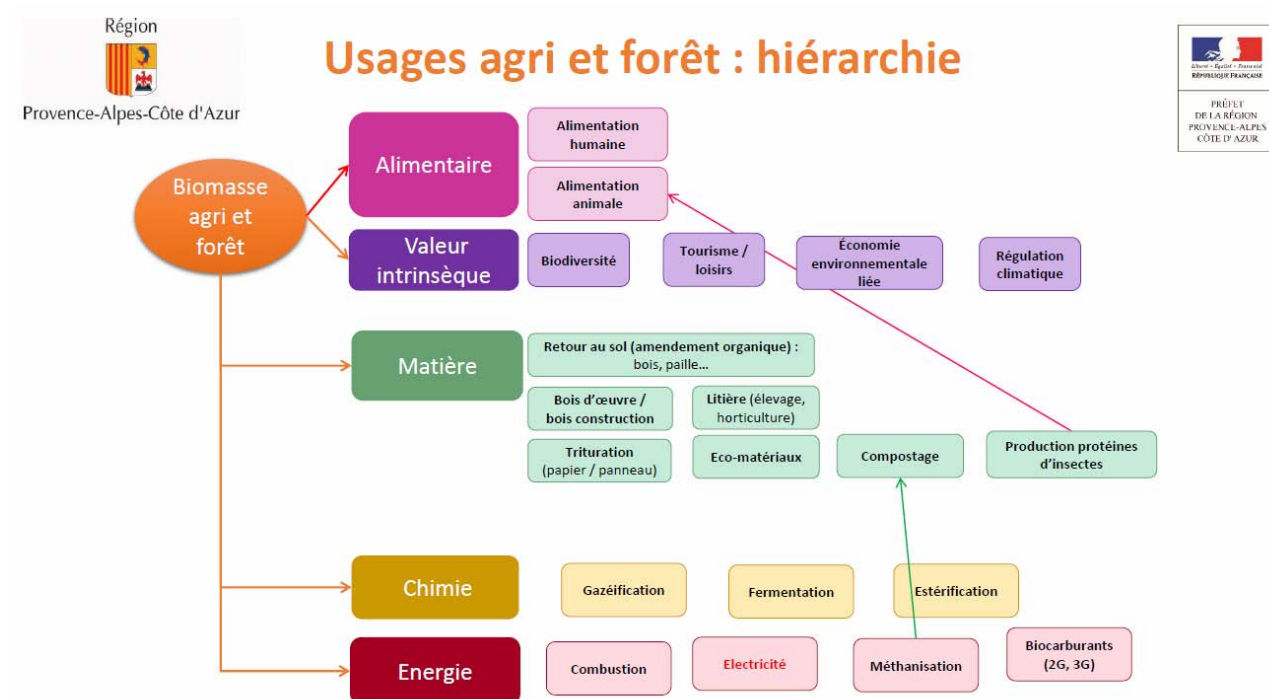 Région
Provence-Alpes-Côte d'Azur
Usages agri et forêt : hiérarchie
Liberté • Égalité • Fraternité
RÉPUBLIQUE FRANÇAISE
PRÉFET
DE LA RÉGION
PROVENCE-ALPES
CÔTE D'AZUR
Biomasse
agri et
forêt
Alimentaire
Alimentation
humaine
Alimentation
animale
Valeur
intrinsèque
Biodiversité
Tourisme /
loisirs
Économie
environnementale
liée
Régulation
climatique
Matière
Retour au sol (amendement organique) :
bois, paille…
Bois d’œuvre /
bois construction
Litière (élevage,
horticulture)
Trituration
(papier / panneau)
Eco-matériaux
Compostage
Production protéines
d’insectes
Chimie
Gazéification
Fermentation
Estérification
Energie
Combustion
Electricité
Méthanisation
Biocarburants
(2G, 3G)